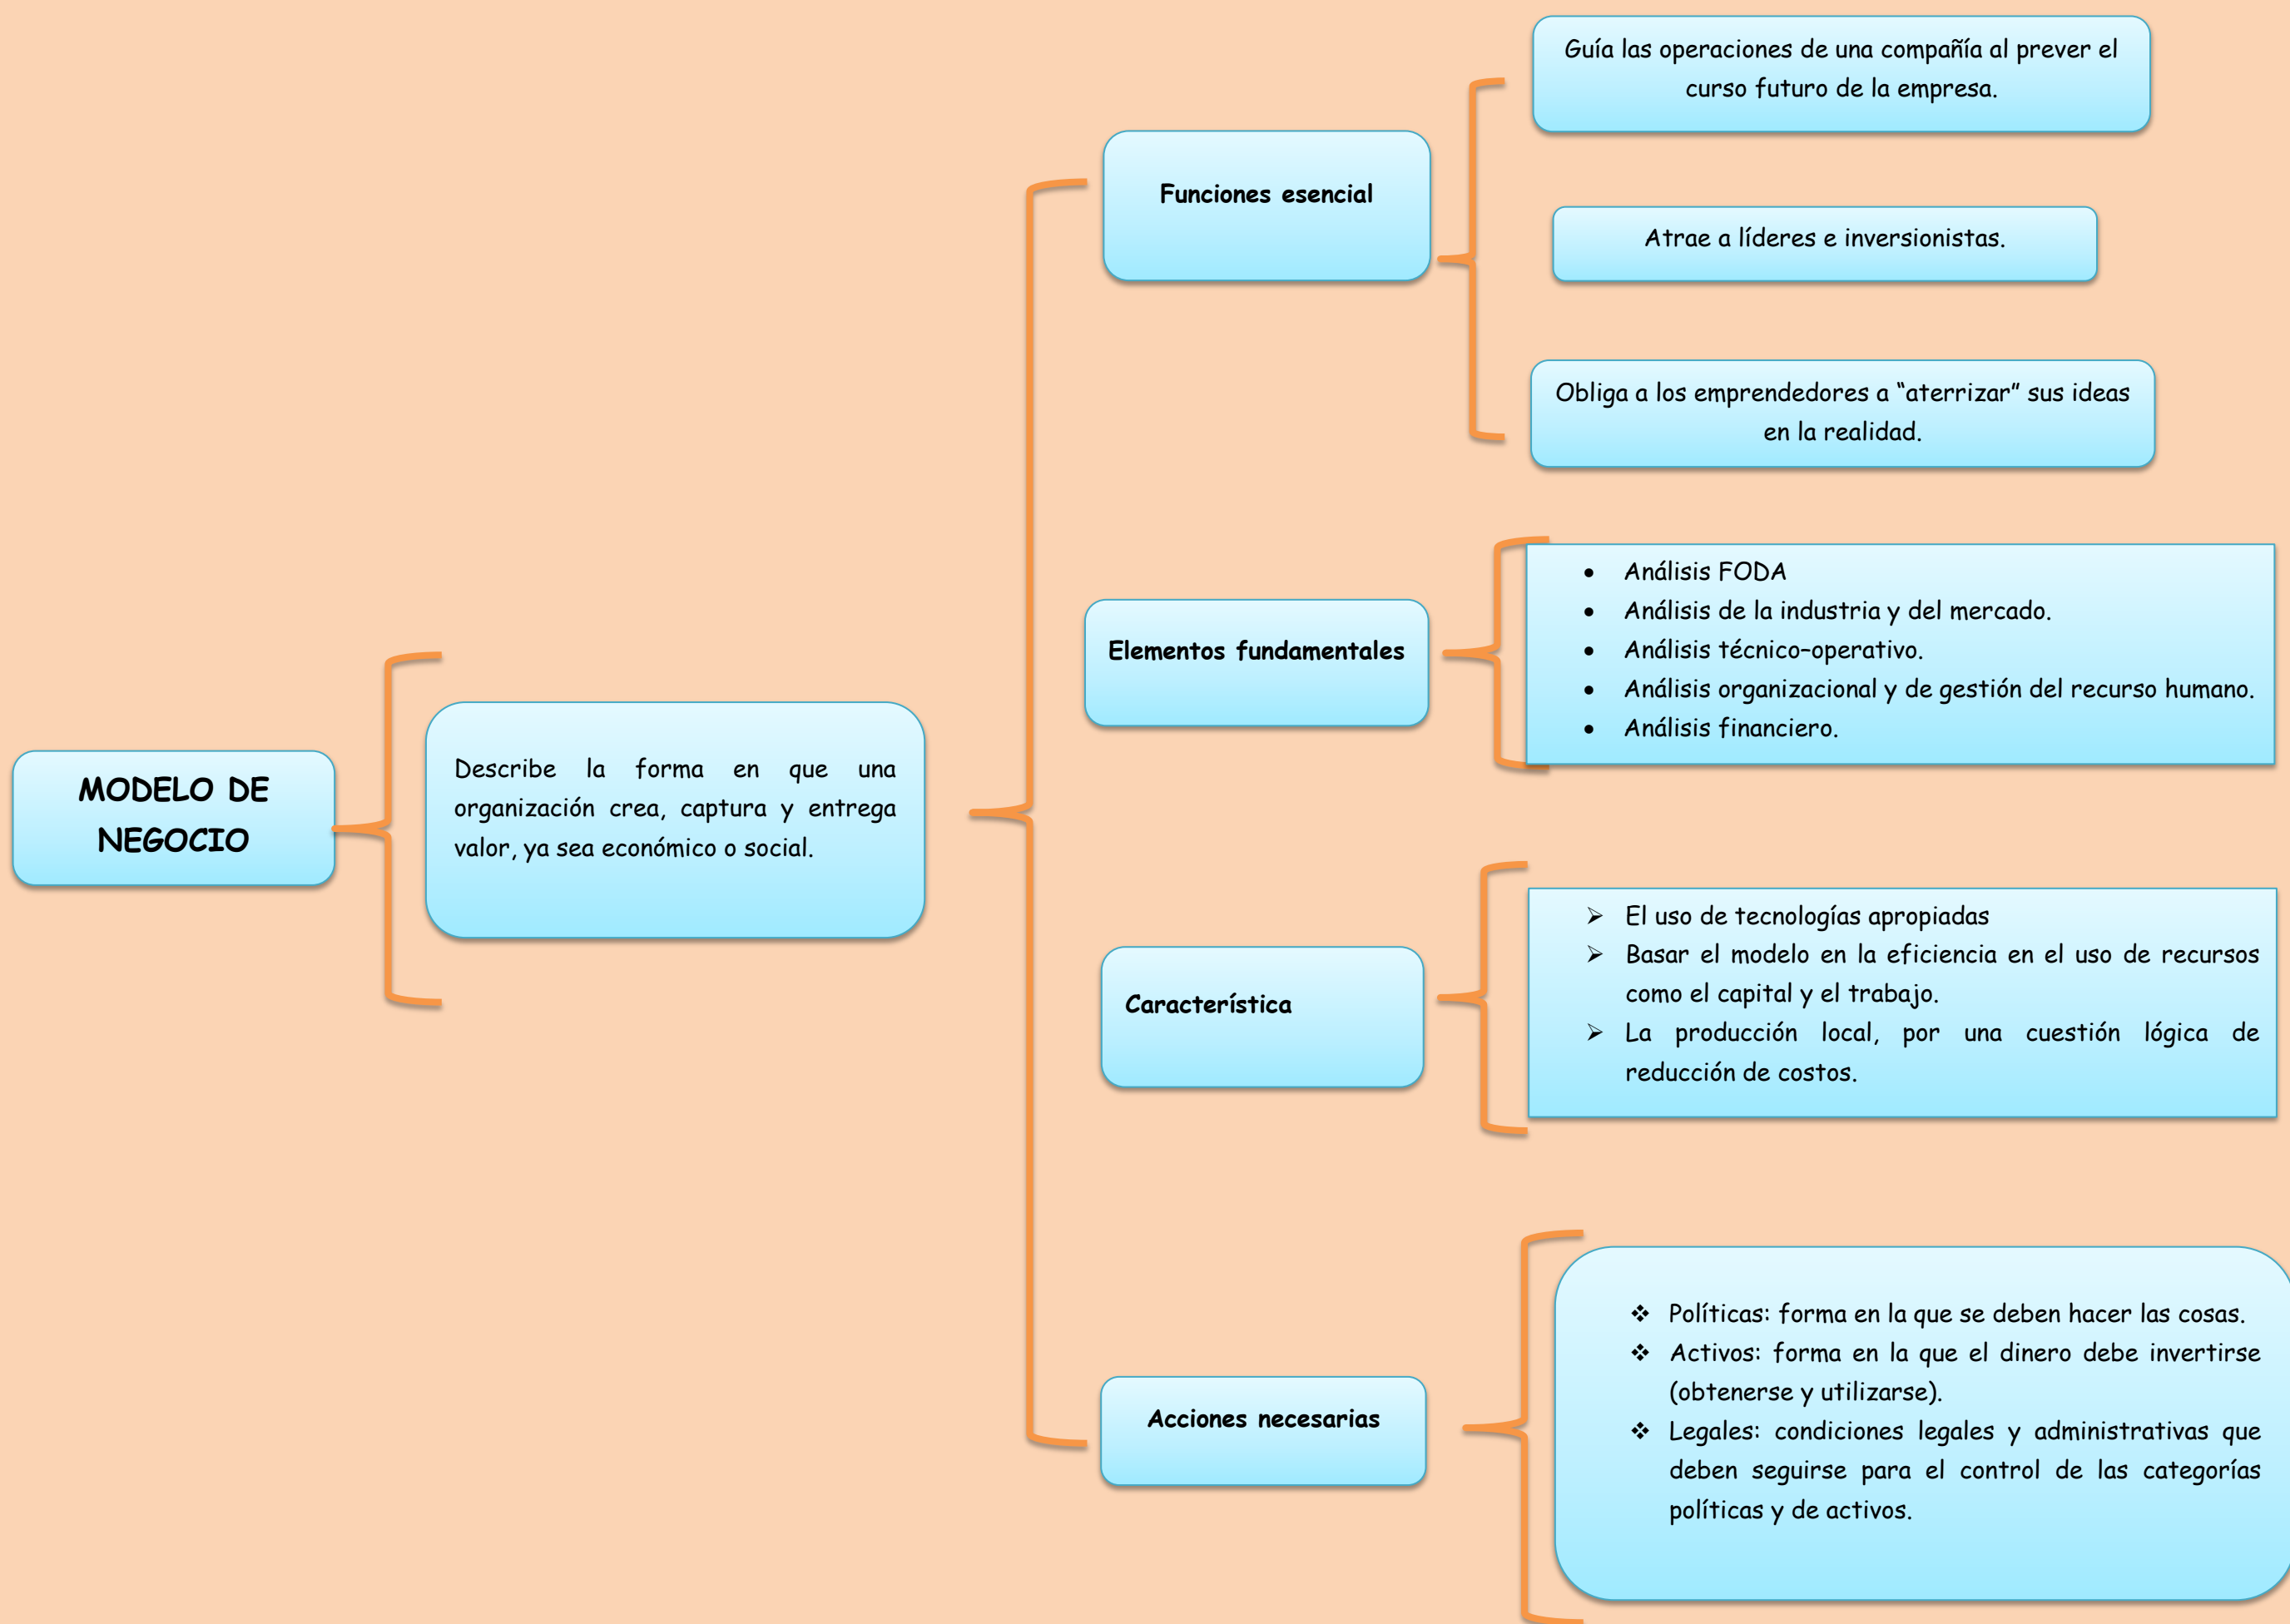 MODELO DE
NEGOCIO
Describe la forma en que una
organización crea, captura y entrega
valor, ya sea económico o social.
Funciones esencial
Guía las operaciones de una compañía al prever el
curso futuro de la empresa.
Atrae a líderes e inversionistas.
Obliga a los emprendedores a “aterrizar” sus ideas
en la realidad.
Elementos fundamentales
• Análisis FODA
• Análisis de la industria y del mercado.
• Análisis técnico–operativo.
• Análisis organizacional y de gestión del recurso humano.
• Análisis financiero.
Característica
➢ El uso de tecnologías apropiadas
➢ Basar el modelo en la eficiencia en el uso de recursos
como el capital y el trabajo.
➢ La producción local, por una cuestión lógica de
reducción de costos.
Acciones necesarias
❖ Políticas: forma en la que se deben hacer las cosas.
❖ Activos: forma en la que el dinero debe invertirse
(obtenerse y utilizarse).
❖ Legales: condiciones legales y administrativas que
deben seguirse para el control de las categorías
políticas y de activos.